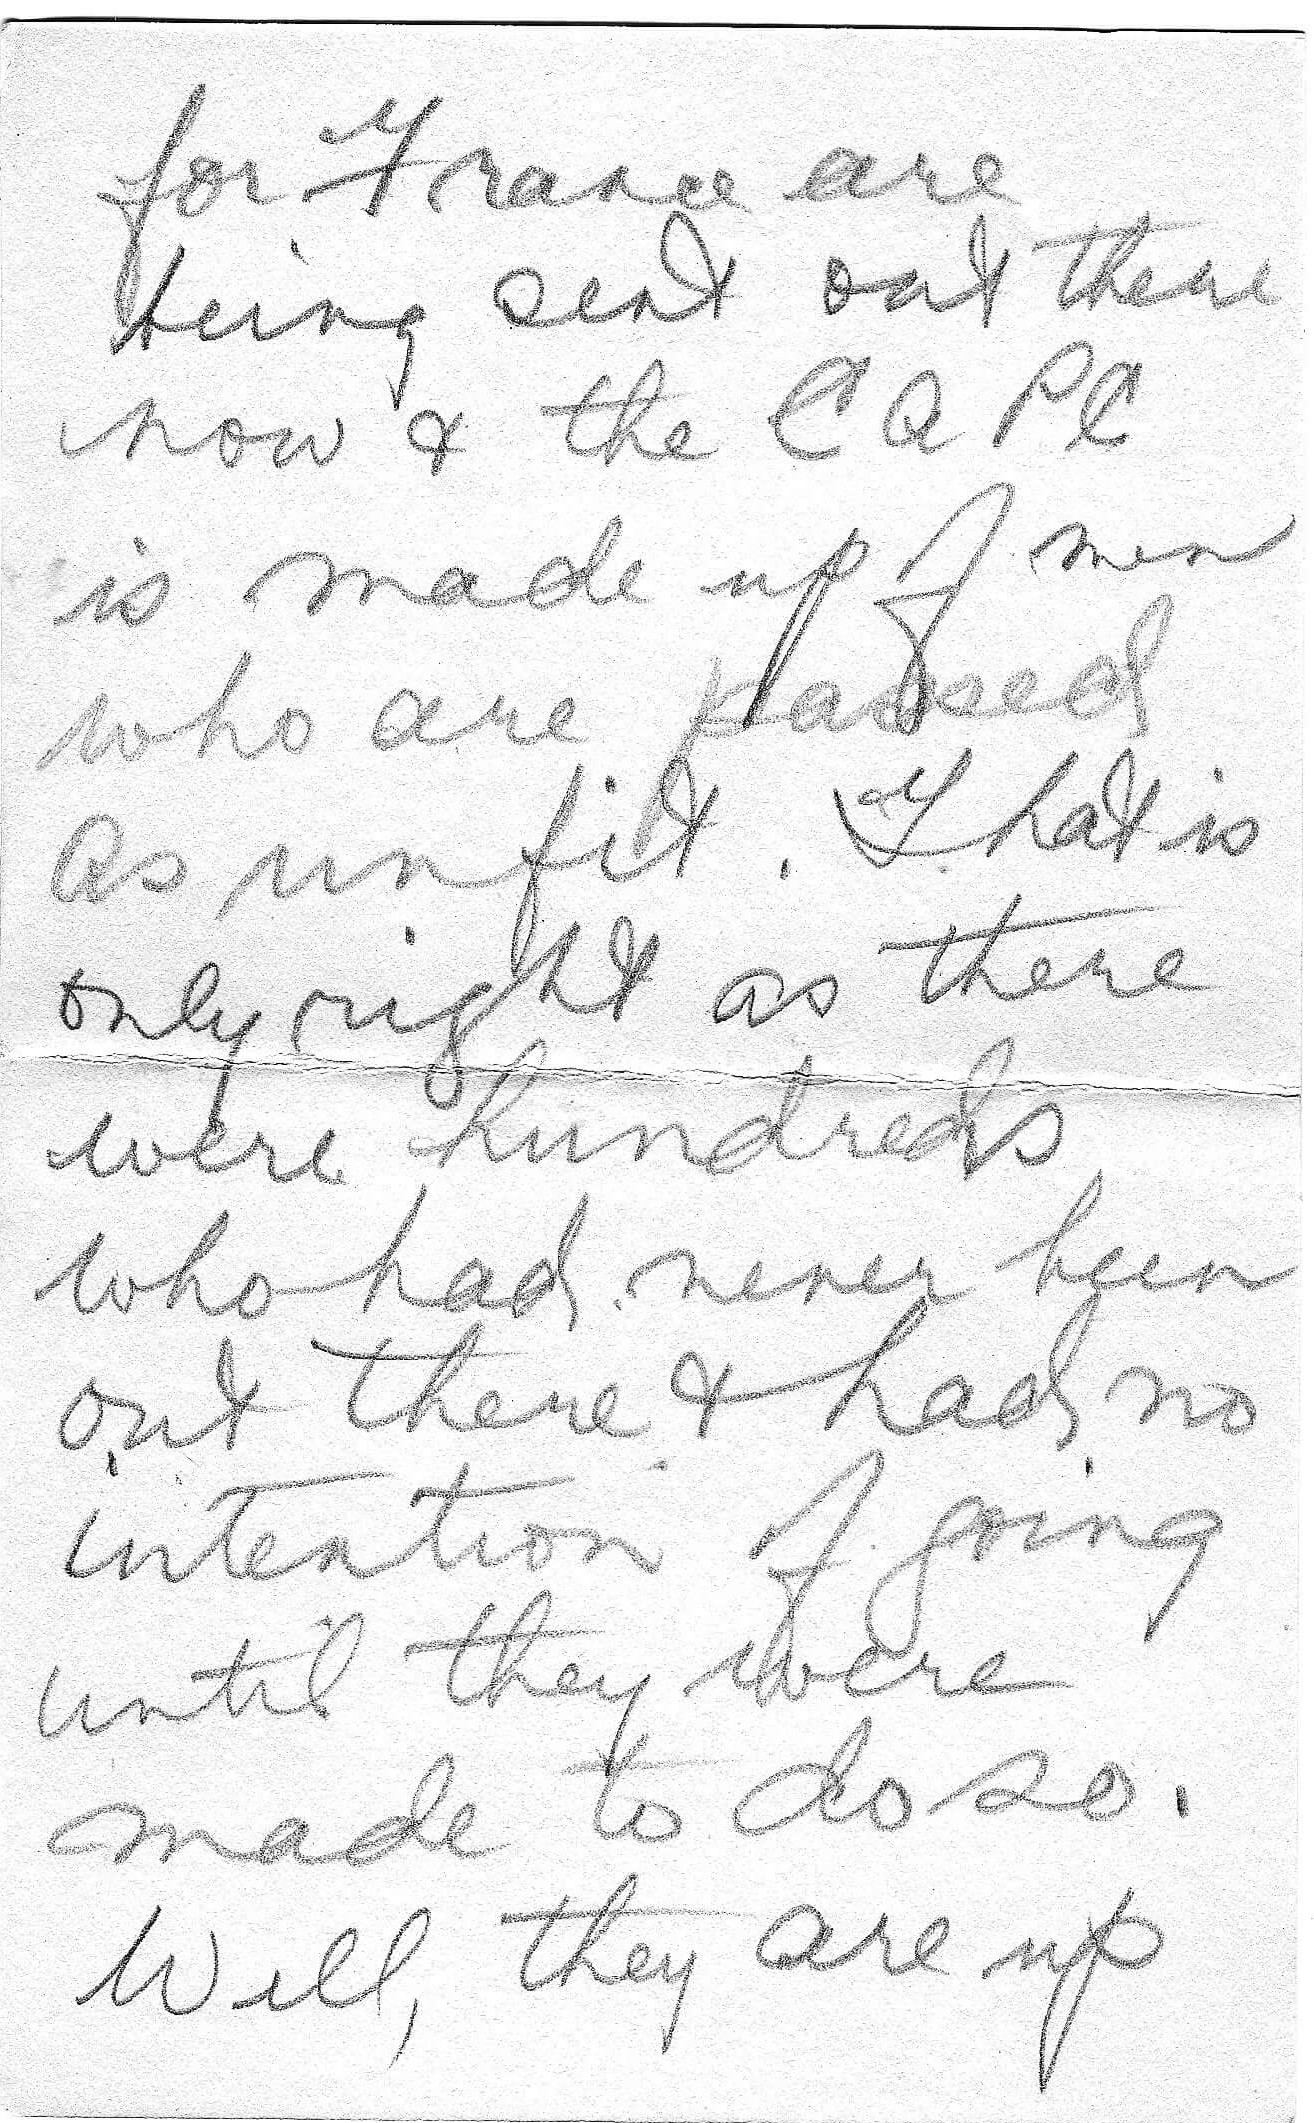 for France are
being sent out there
now & the C A P C
is made up of men
who are passed
as unfit. That is
only right as there
were hundreds
who had never been
out there & had no
intention of going
until they were
made to do so.
Well, they are up